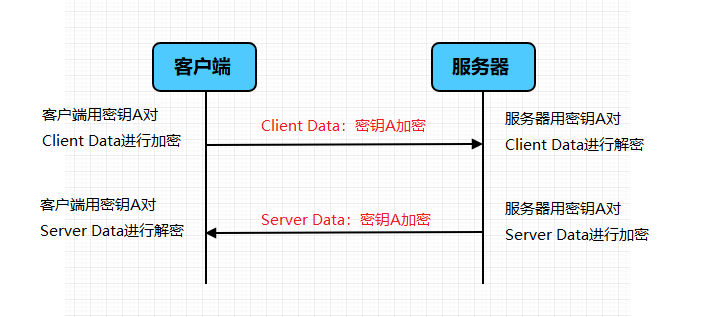 客户端
服务器
客户端用密钥A对
Client Data进行加密
Client Data：密钥A加密
服务器用密钥A对
Client Data进行解密
客户端用密钥A对
Server Data进行解密
Server Data：密钥A加密
服务器用密钥A对
Server Data进行加密